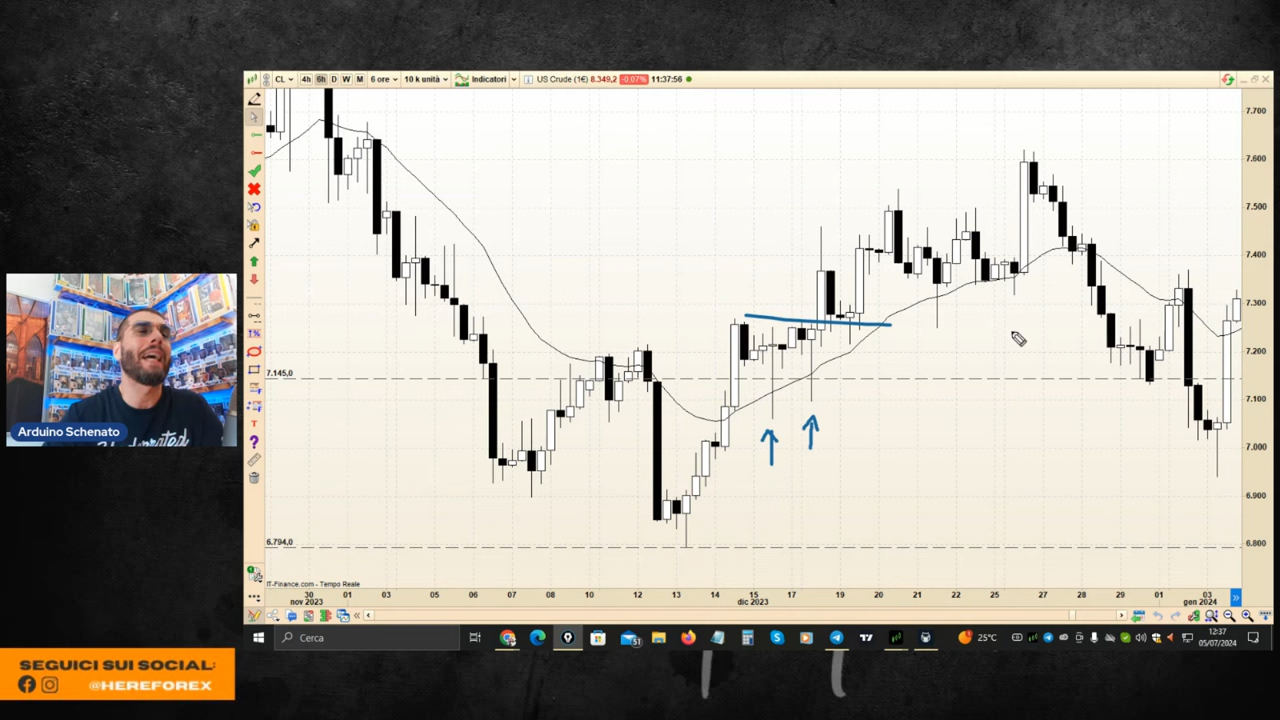 CL 4h 6h D W M 6 ore 10 k unità Indicatori US Crude (1€) 8.349,2 -0,07% 11:37:56
7.700
7.600
7.500
7.400
7.300
7.200
7.145,0
7.100
7.000
6.900
6.794,0
6.800
IT-Finance.com - Tempo Reale
30 01 03 05 06 07 08 10 12 13 14 15 17 19 20 21 22 25 27 28 29 01 03
nov 2023 dic 2023 gen 2024
Arduino Schenato
Cerca
51
25°C
12:37
05/07/2024
SEGUICI SUI SOCIAL:
@HEREFOREX